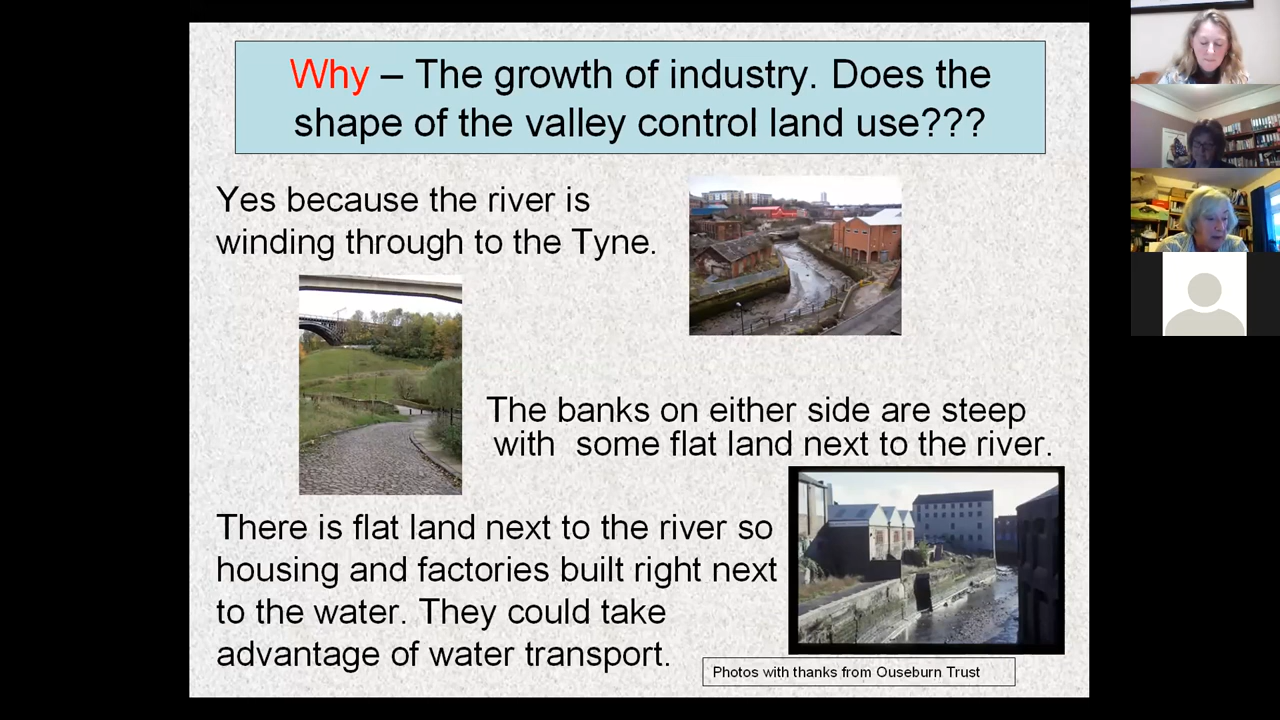 Why – The growth of industry. Does the
shape of the valley control land use???
Yes because the river is
winding through to the Tyne.
The banks on either side are steep
with some flat land next to the river.
There is flat land next to the river so
housing and factories built right next
to the water. They could take
advantage of water transport.
Photos with thanks from Ouseburn Trust